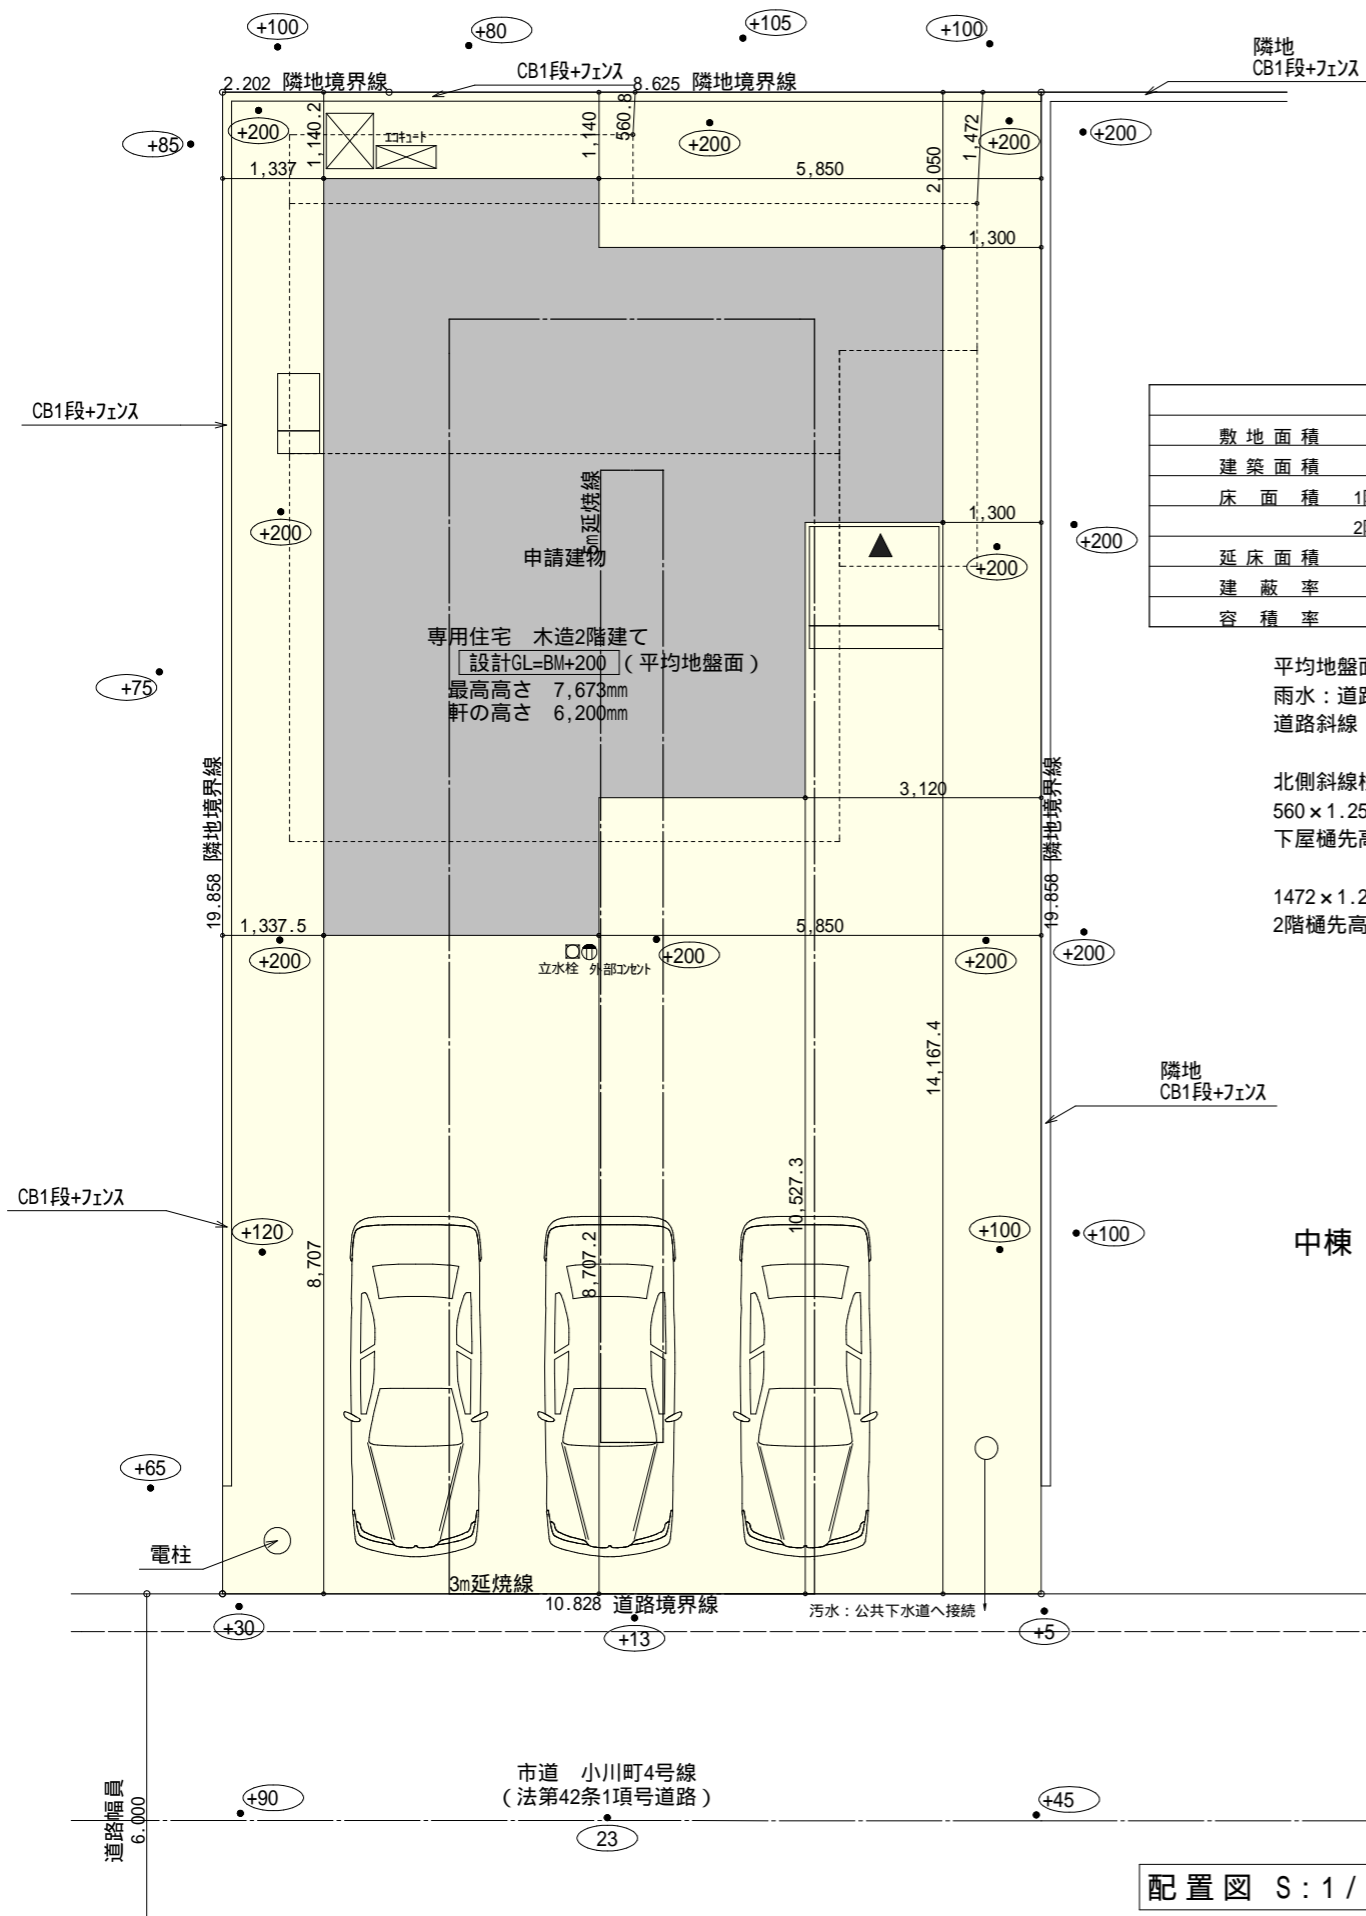 +100
+80
+105
+100
隣地
CB1段+フェンス
2.202 隣地境界線
CB1段+フェンス
8.625 隣地境界線
+85
+200
1,140.2
エコキュート
1,140
560.8
+200
1,472
+200
+200
1,337
5,850
2,050
1,300
CB1段+フェンス
敷地面積
建築面積
床面積 1階
2階
延床面積
建蔽率
容積率
+200
5m延焼線
1,300
+200
+200
申請建物
専用住宅 木造2階建て
設計GL=BM+200 (平均地盤面)
最高高さ 7,673mm
軒の高さ 6,200mm
+75
平均地盤面
雨水:道路
道路斜線
北側斜線
560×1.25
下屋樋先高
1472×1.2
2階樋先高
19.858 隣地境界線
3,120
19.858 隣地境界線
1,337.5
5,850
+200
立水栓
外部コンセント
+200
+200
+200
14,167.4
隣地
CB1段+フェンス
CB1段+フェンス
+120
8,707
8,707.2
10,527.3
+100
+100
中棟
+65
電柱
3m延焼線
10.828 道路境界線
汚水:公共下水道へ接続
+30
+13
+5
道路幅員
6.000
市道 小川町4号線
(法第42条1項号道路)
+90
23
+45
配置図 S:1/